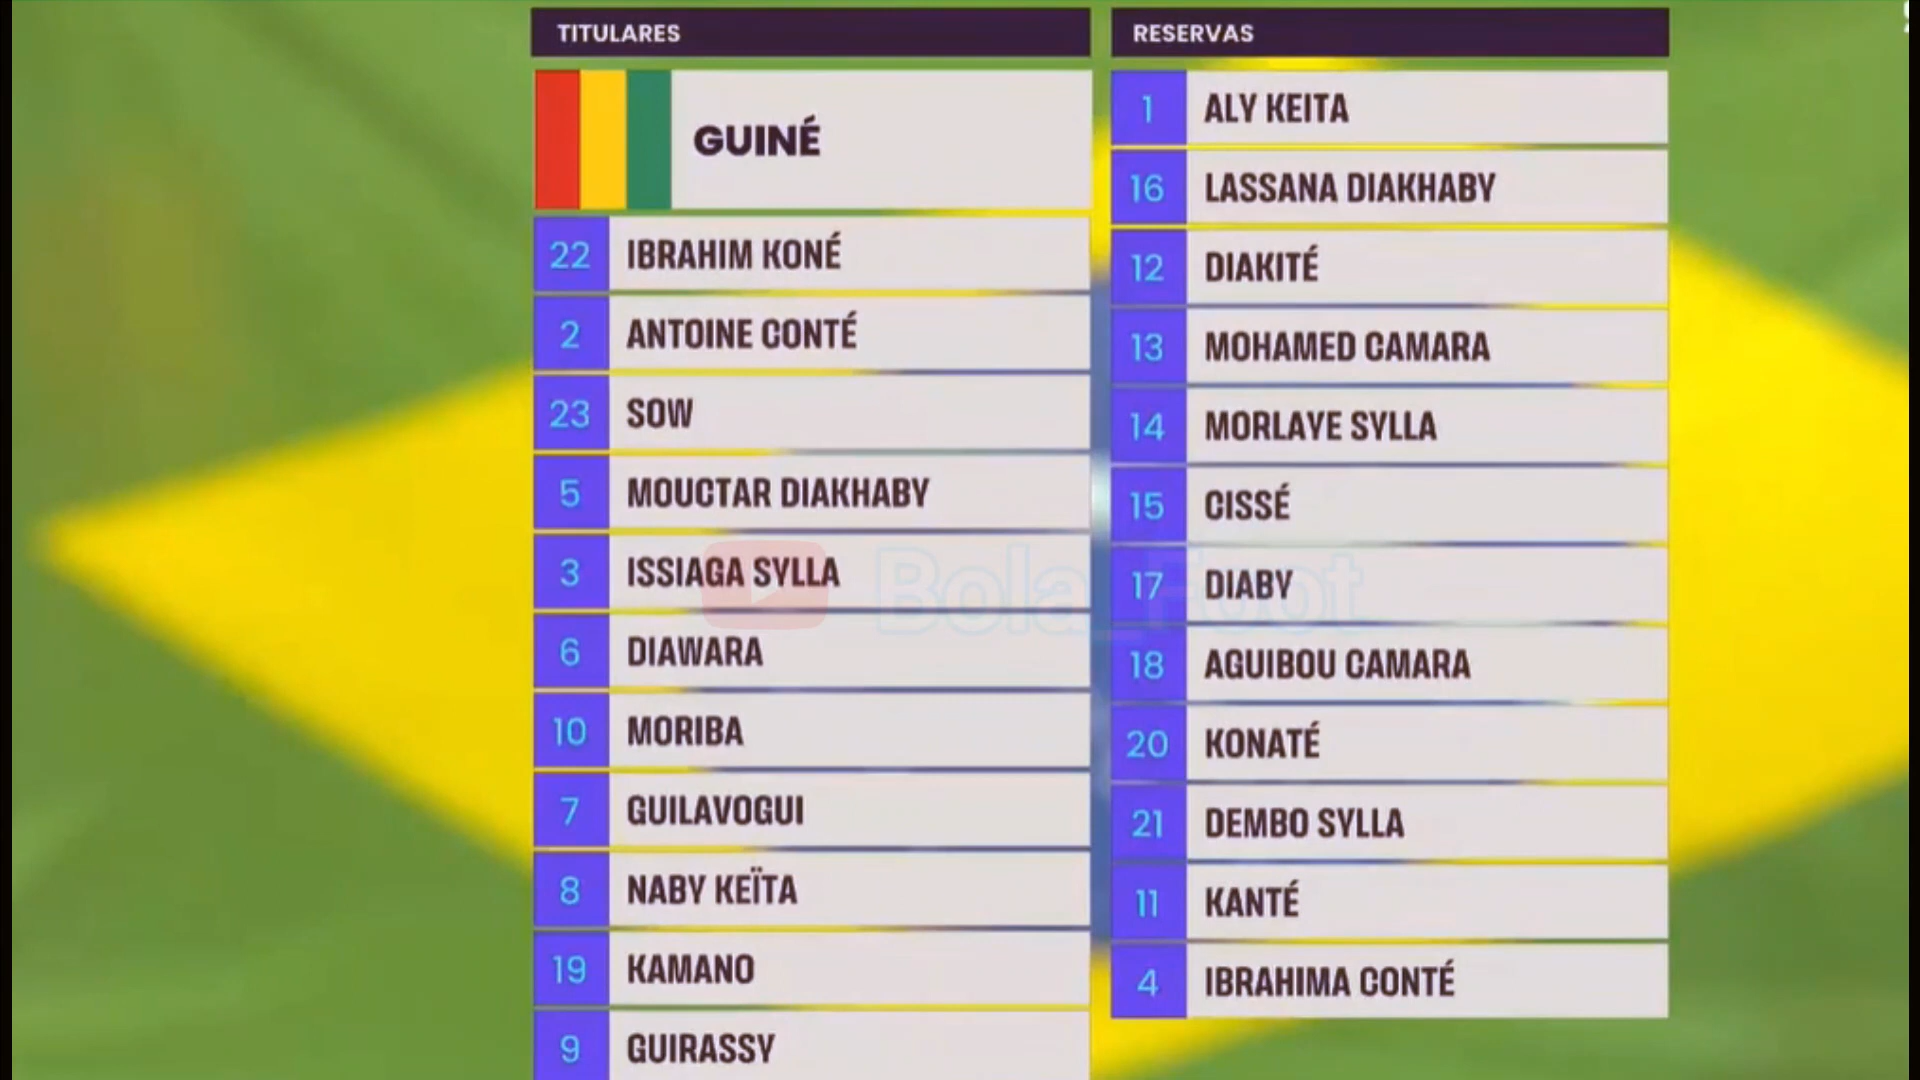 TITULARES
GUINÉ
22 IBRAHIM KONÉ
2 ANTOINE CONTÉ
23 SOW
5 MOUCTAR DIAKHABY
3 ISSIAGA SYLLA
6 DIAWARA
10 MORIBA
7 GUILAVOGUI
8 NABY KEÏTA
19 KAMANO
9 GUIRASSY
RESERVAS
1 ALY KEITA
16 LASSANA DIAKHABY
12 DIAKITÉ
13 MOHAMED CAMARA
14 MORLAYE SYLLA
15 CISSÉ
17 DIABY
18 AGUIBOU CAMARA
20 KONATÉ
21 DEMBO SYLLA
11 KANTÉ
4 IBRAHIMA CONTÉ
Bola_Foot